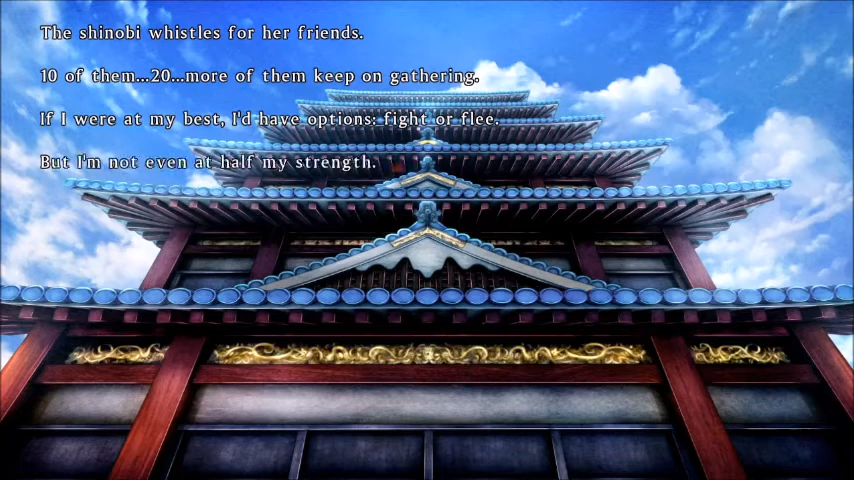 The shinobi whistles for her friends.
10 of them...20...more of them keep on gathering.
If I were at my best, I'd have options: fight or flee.
But I'm not even at half my strength.